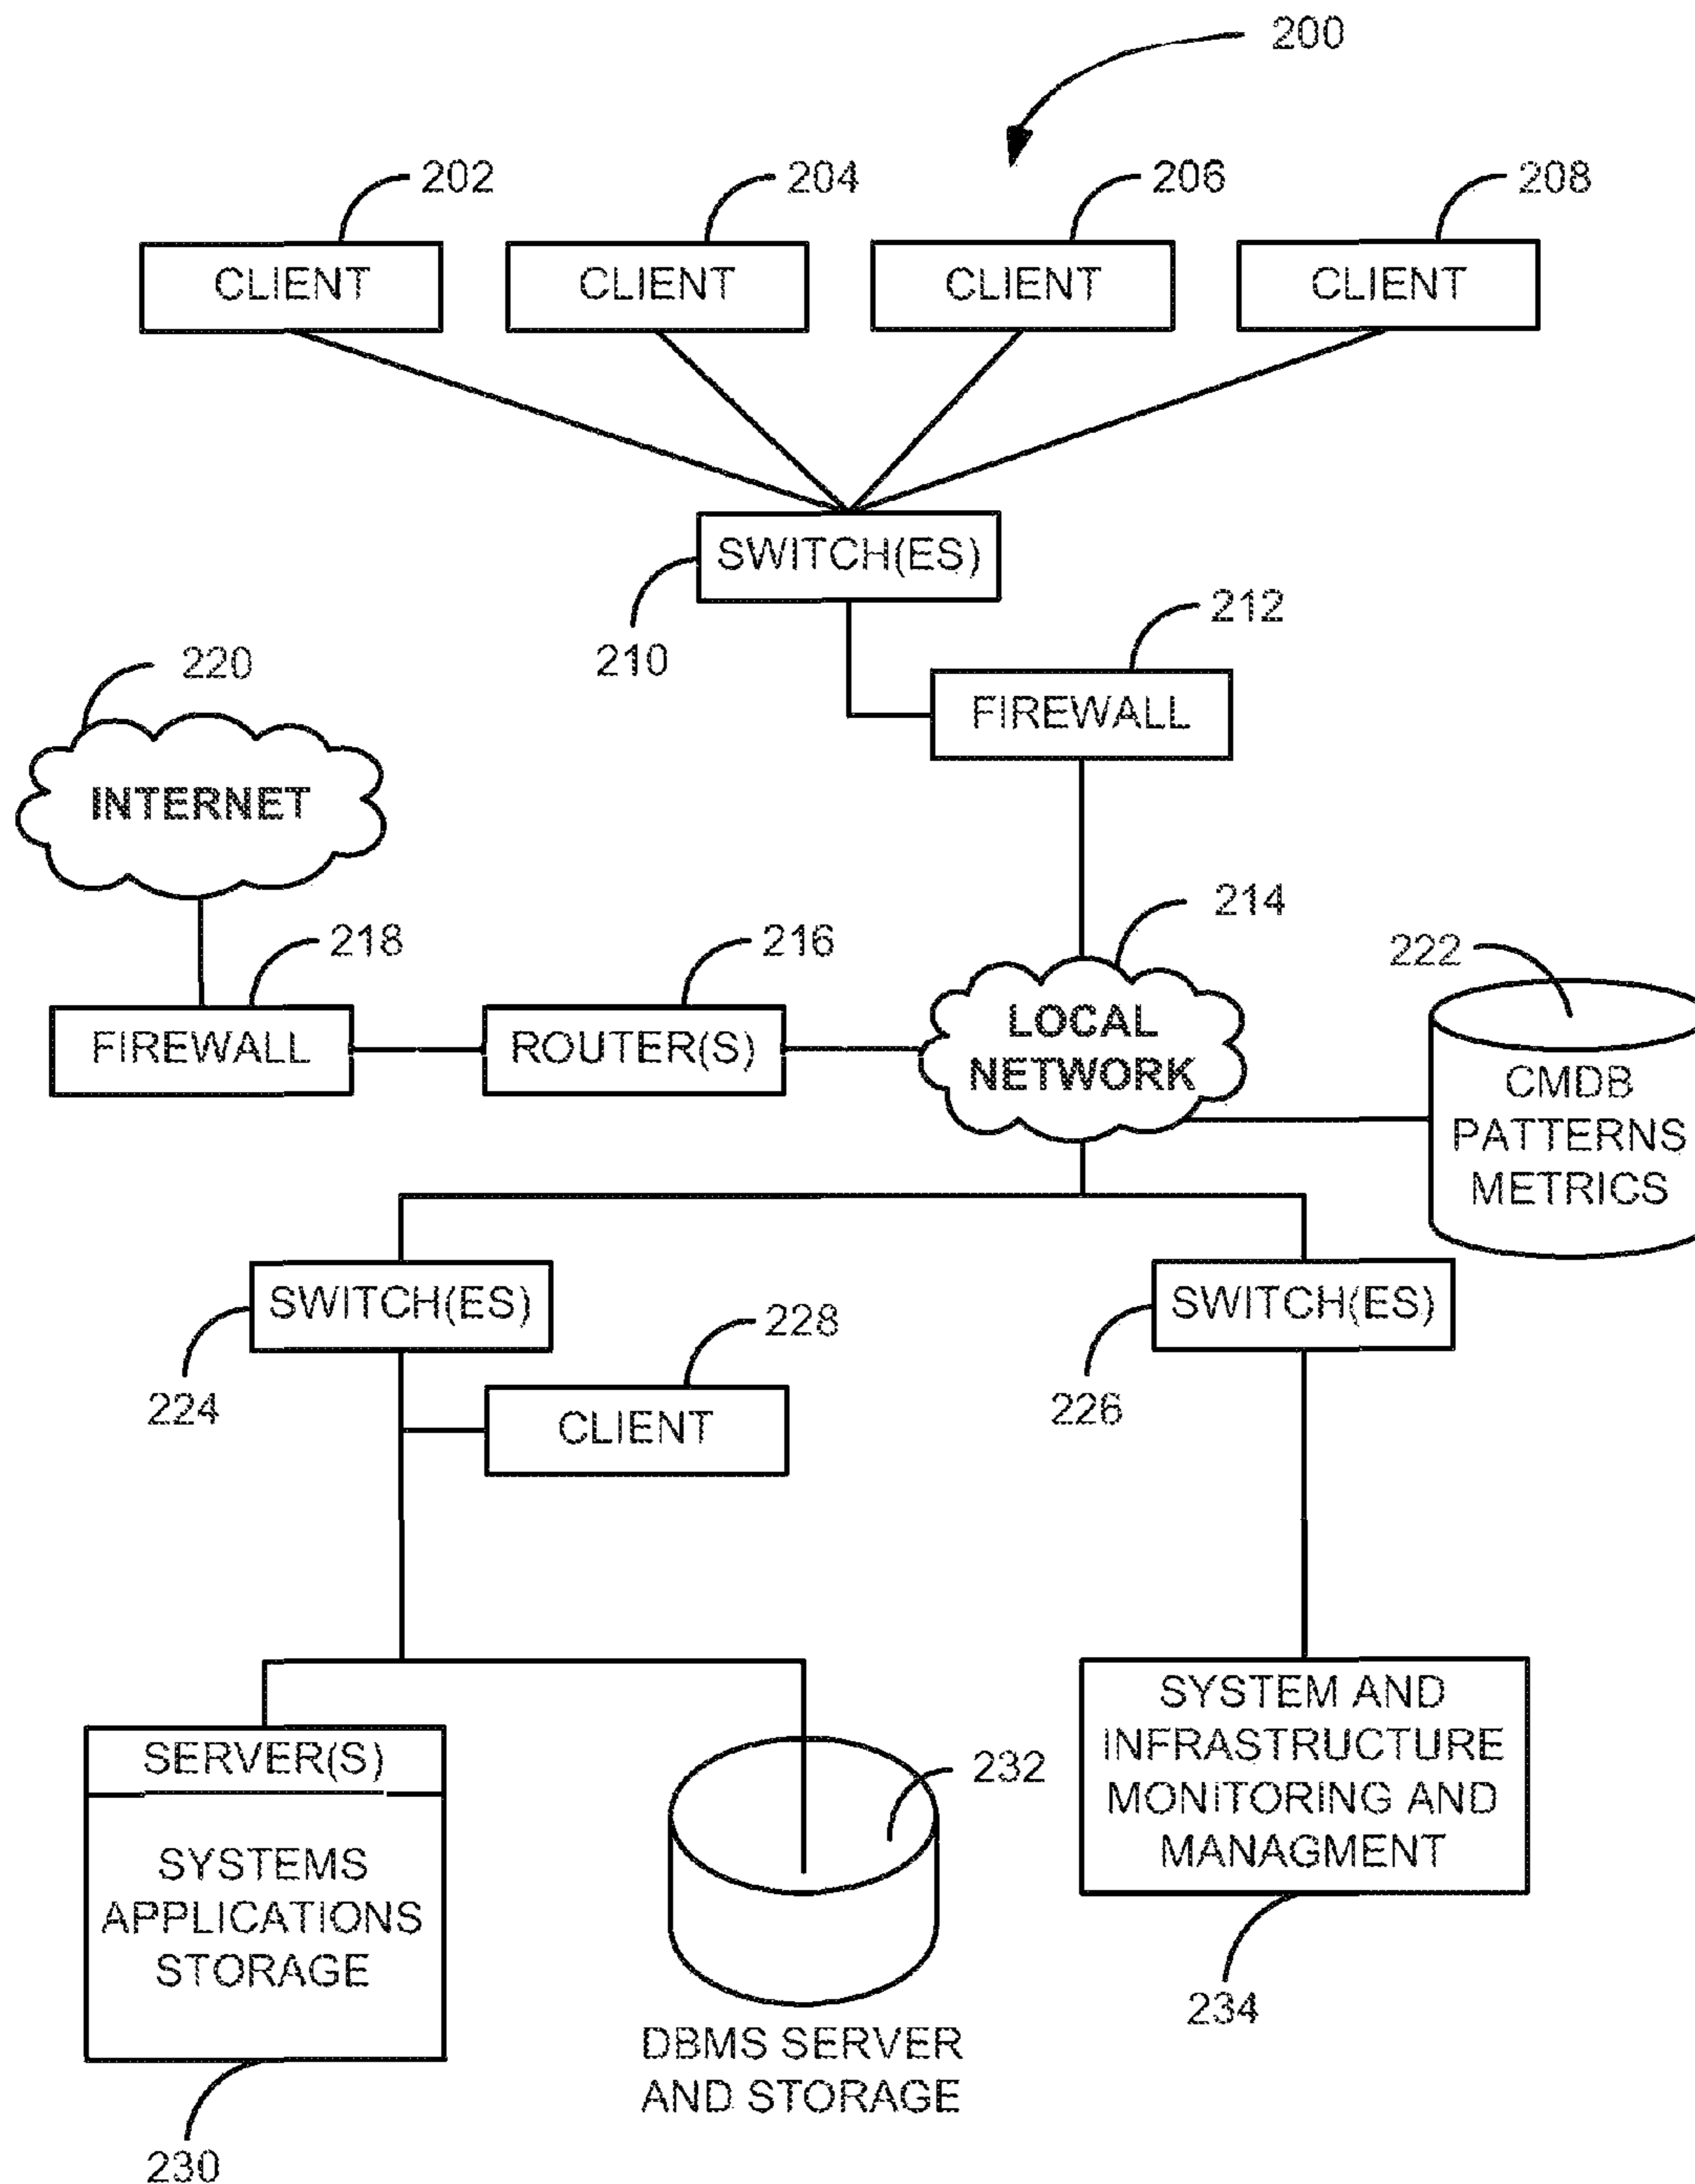 200
202
204
206
208
CLIENT
CLIENT
CLIENT
CLIENT
SWITCH(ES)
210
212
FIREWALL
220
INTERNET
218
216
214
222
FIREWALL
ROUTER(S)
LOCAL
NETWORK
CMDB
PATTERNS
METRICS
SWITCH(ES)
SWITCH(ES)
224
228
226
CLIENT
SERVER(S)
SYSTEMS
APPLICATIONS
STORAGE
230
232
DBMS SERVER
AND STORAGE
SYSTEM AND
INFRASTRUCTURE
MONITORING AND
MANAGMENT
234